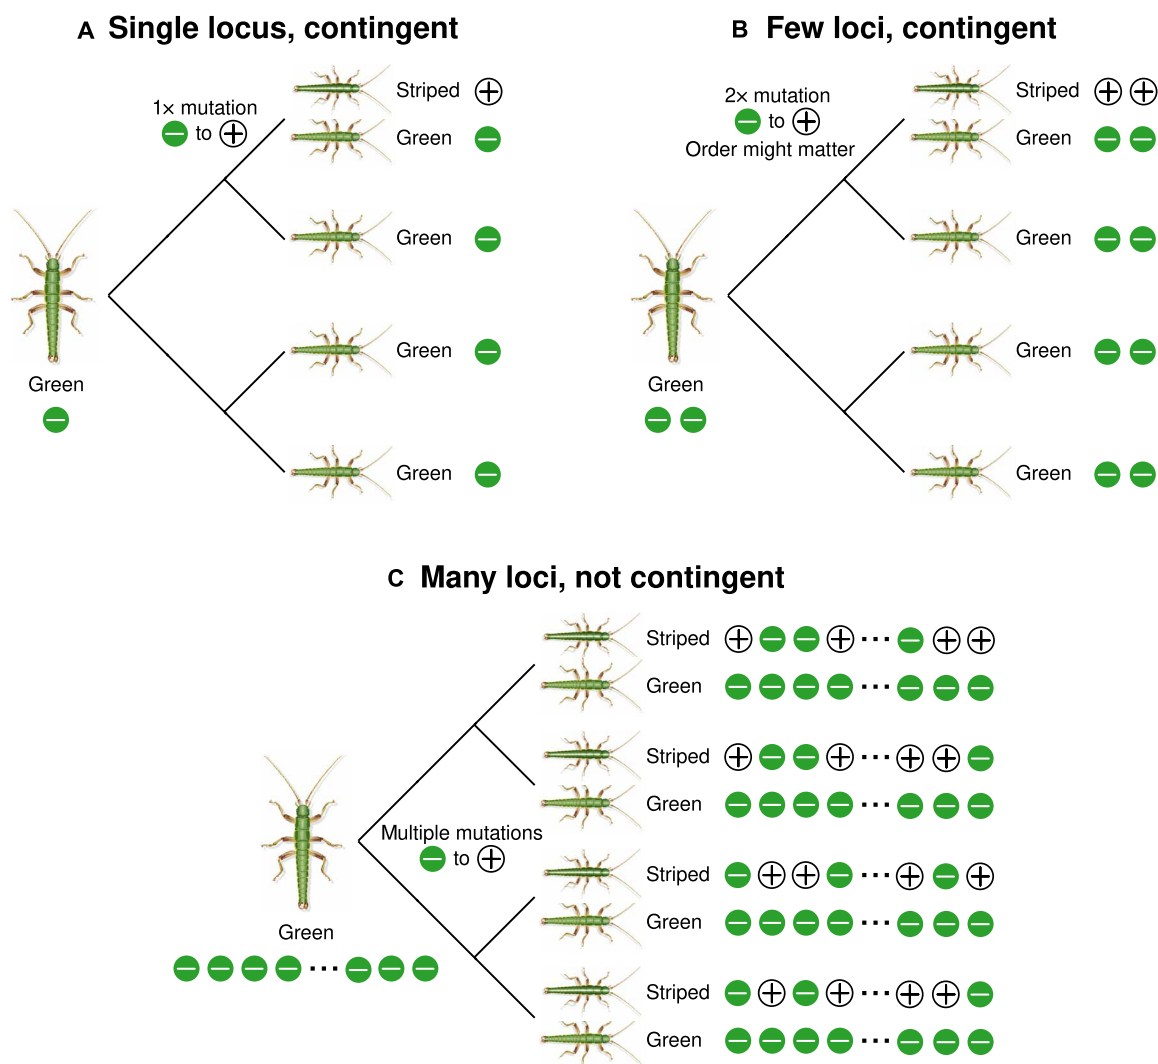 A Single locus, contingent
1× mutation
− to +
Striped +
Green −
Green −
Green −
Green −
Green
−
B Few loci, contingent
2× mutation
− to +
Order might matter
Striped + +
Green − −
Green − −
Green − −
Green − −
Green
− −
C Many loci, not contingent
Multiple mutations
− to +
Striped + − − + ... − + +
Green − − − − ... − − −
Striped + − − + ... + + −
Green − − − − ... − − −
Striped − + + − ... + − +
Green − − − − ... − − −
Striped − + − + ... + + −
Green − − − − ... − − −
Green
− − − − ... − − −